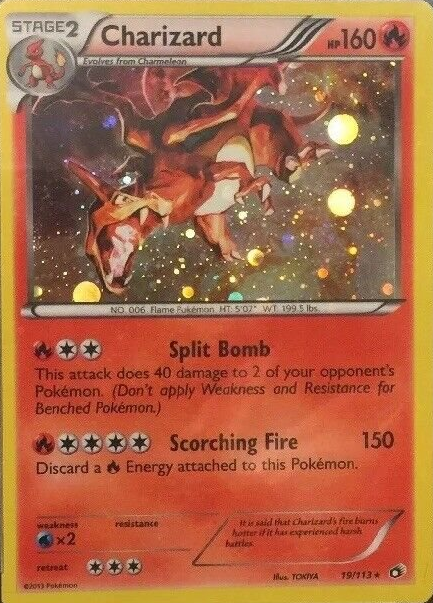 STAGE2
Charizard
HP160
Evolves from Charmeleon
NO. 006 Flame Pokémon HT: 5'07" WT: 199.5 lbs.
Split Bomb
This attack does 40 damage to 2 of your opponent's
Pokémon. (Don't apply Weakness and Resistance for
Benched Pokémon.)
Scorching Fire 150
Discard a Energy attached to this Pokémon.
weakness resistance
×2
retreat
It is said that Charizard's fire burns
hotter if it has experienced harsh
battles.
Illus. TOKIYA 19/113 ★
©2013 Pokémon